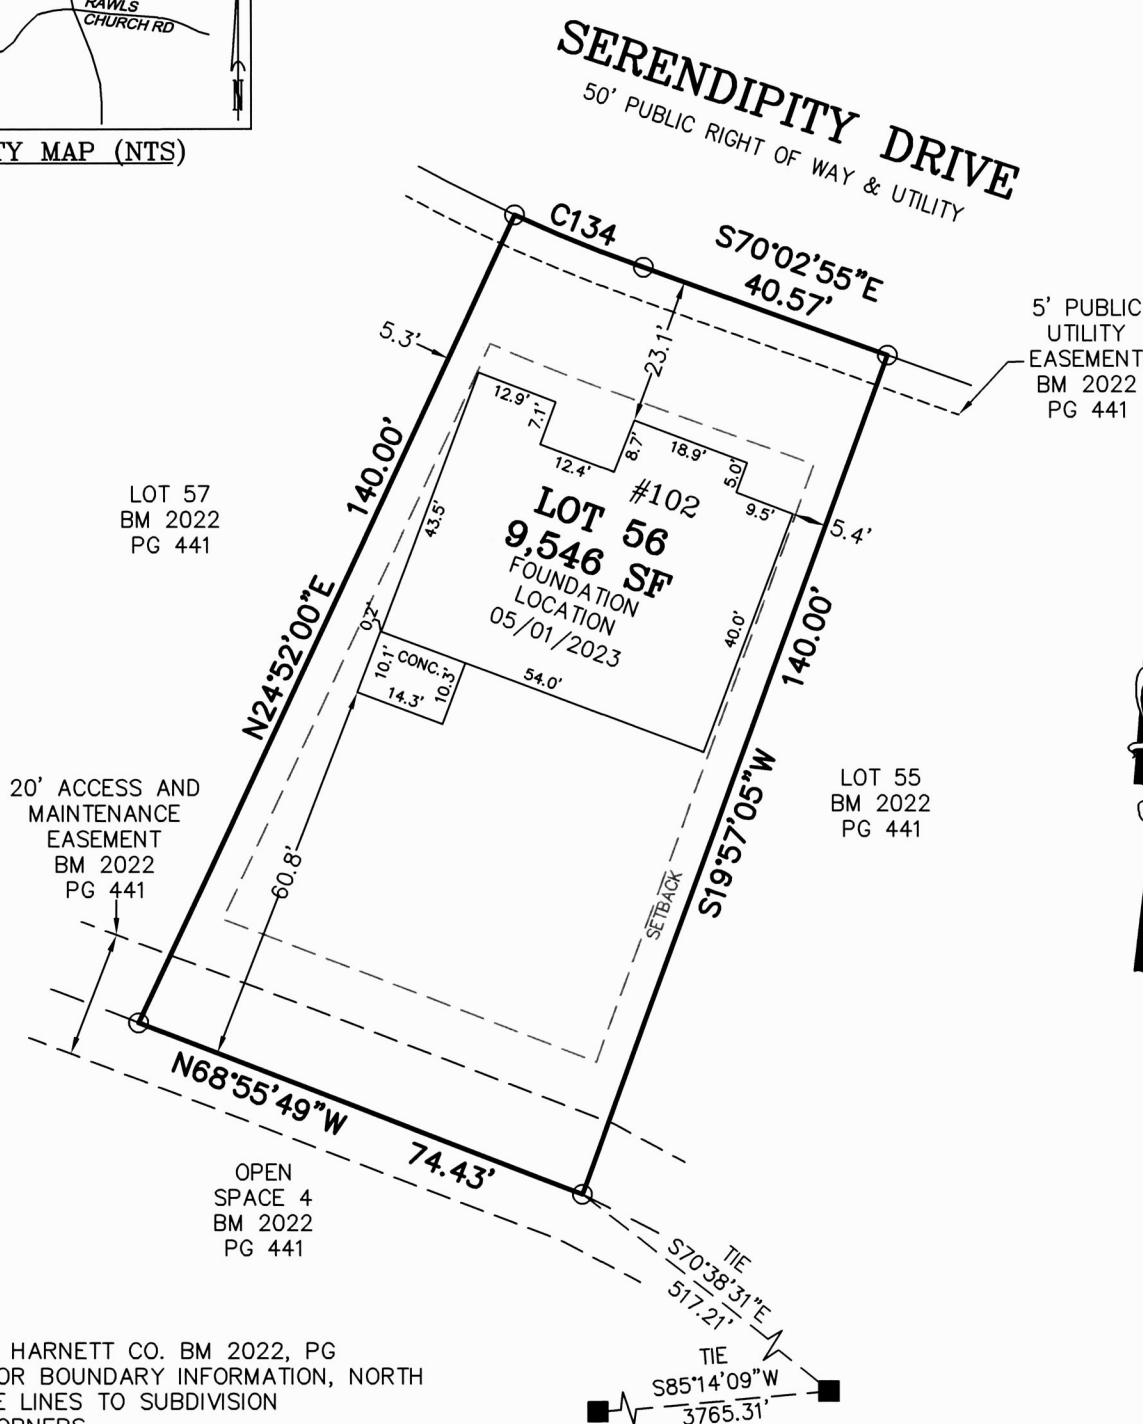 RAWLS
CHURCH RD
N
TY MAP (NTS)
SERENDIPITY DRIVE
50' PUBLIC RIGHT OF WAY & UTILITY
C134
S70°02'55"E
40.57'
5' PUBLIC
UTILITY
EASEMENT
BM 2022
PG 441
5.3'
23.1'
12.9'
7.1'
12.4'
8.7'
18.9'
5.0'
9.5'
5.4'
140.00'
N24°52'00"E
43.5'
#102
LOT 56
9,546 SF
FOUNDATION
LOCATION
05/01/2023
LOT 57
BM 2022
PG 441
0.2'
10.1'
CONC.
10.3'
14.3'
54.0'
40.0'
140.00'
S19°57'05"W
LOT 55
BM 2022
PG 441
20' ACCESS AND
MAINTENANCE
EASEMENT
BM 2022
PG 441
60.8'
SETBACK
N68°55'49"W
74.43'
OPEN
SPACE 4
BM 2022
PG 441
TIE
S70°38'31"E
517.21'
TIE
S85°14'09"W
3765.31'
HARNETT CO. BM 2022, PG
OR BOUNDARY INFORMATION, NORTH
E LINES TO SUBDIVISION